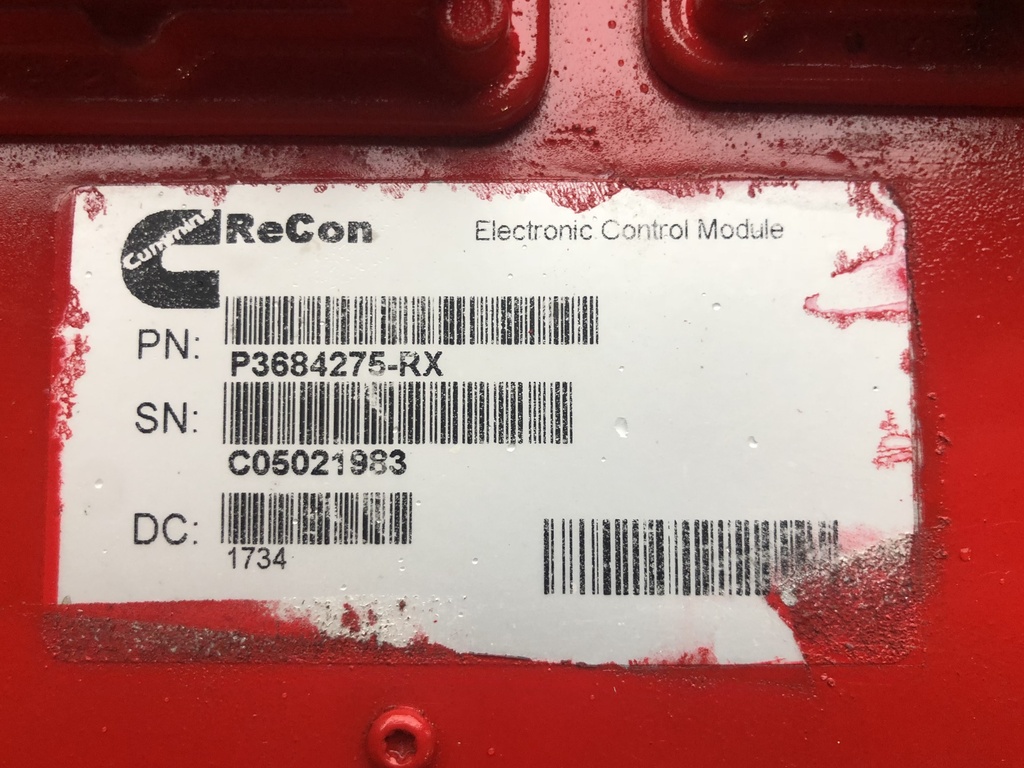 Cummins
ReCon
Electronic Control Module
PN:
P3684275-RX
SN:
C05021983
DC:
1734